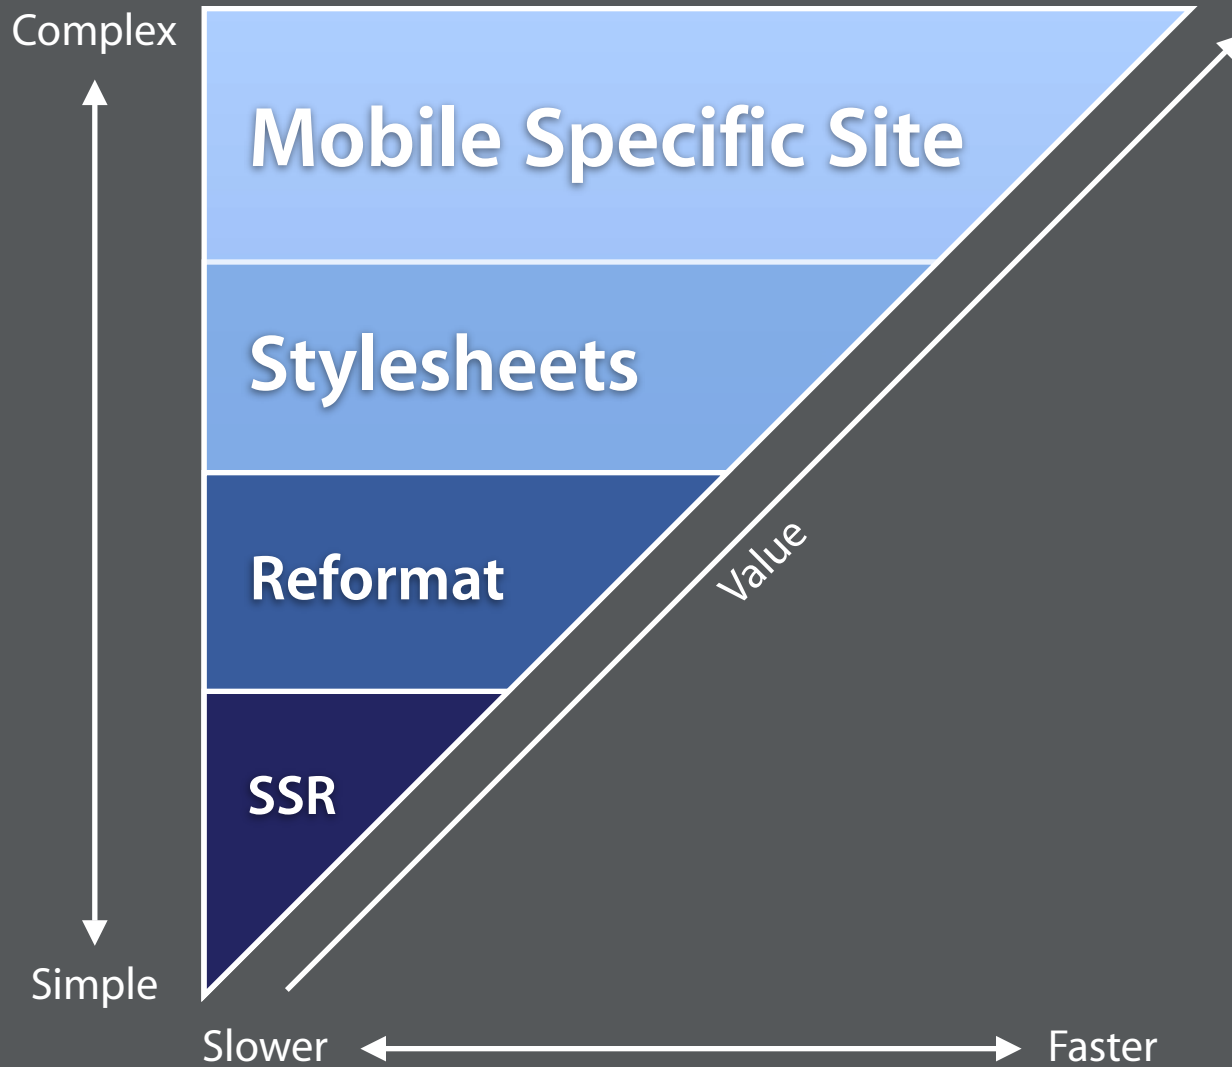 Complex
Mobile Specific Site
Stylesheets
Reformat
Value
SSR
Simple
Slower
Faster